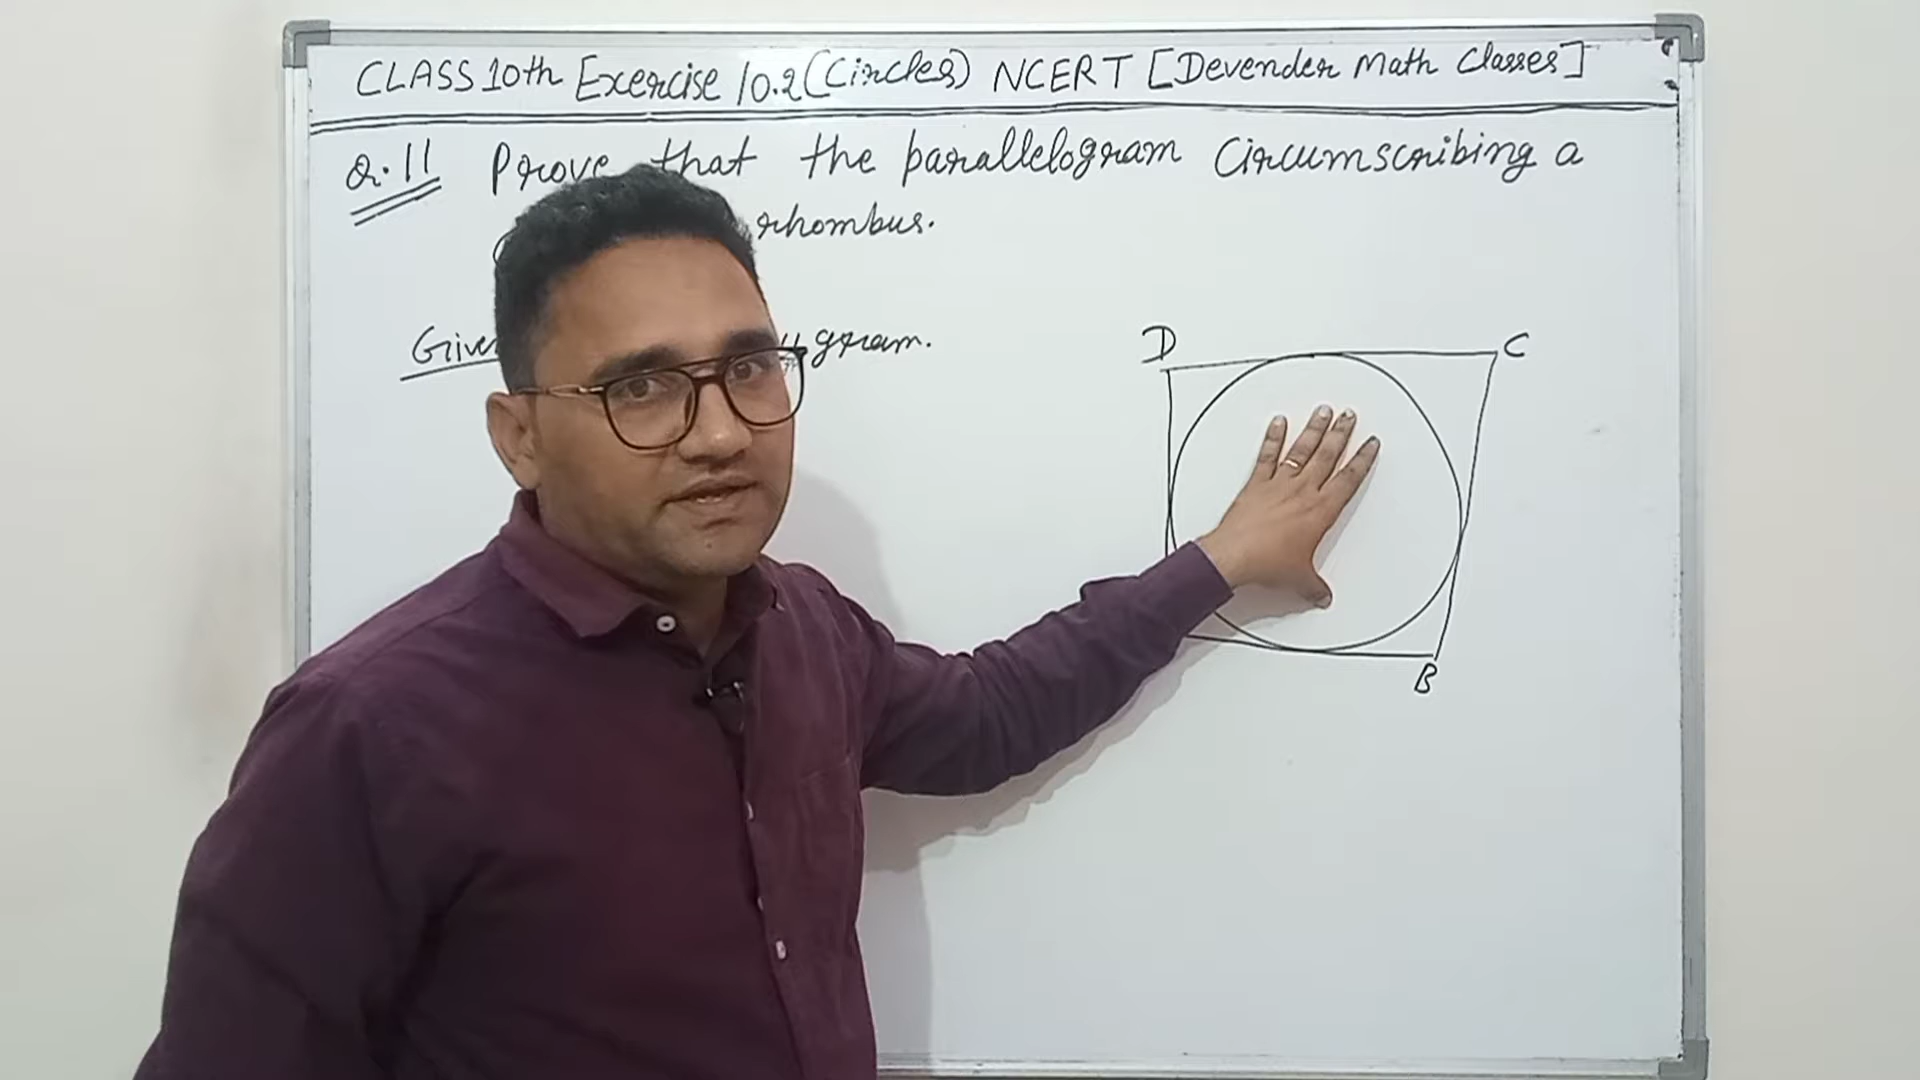 CLASS 10th Exercise 10.2 (Circles) NCERT [Devender Math Classes]
Q.11 Prove that the parallelogram Circumscribing a
rhombus.
Given gram.
D C
B